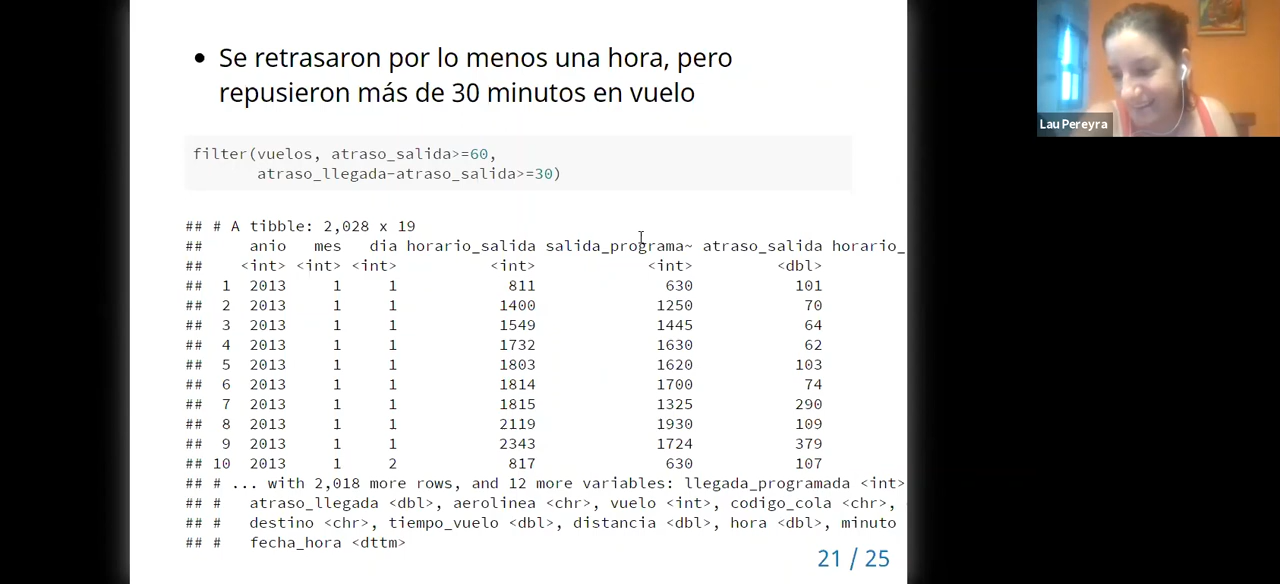 • Se retrasaron por lo menos una hora, pero
repusieron más de 30 minutos en vuelo
filter(vuelos, atraso_salida>=60,
       atraso_llegada-atraso_salida>=30)
## # A tibble: 2,028 x 19
##     anio   mes   dia horario_salida salida_programa~ atraso_salida horario_
##    <int> <int> <int>          <int>            <int>         <dbl>
##  1  2013     1     1            811              630           101
##  2  2013     1     1           1400             1250            70
##  3  2013     1     1           1549             1445            64
##  4  2013     1     1           1732             1630            62
##  5  2013     1     1           1803             1620           103
##  6  2013     1     1           1814             1700            74
##  7  2013     1     1           1815             1325           290
##  8  2013     1     1           2119             1930           109
##  9  2013     1     1           2343             1724           379
## 10  2013     1     2            817              630           107
## # ... with 2,018 more rows, and 12 more variables: llegada_programada <int>
## #   atraso_llegada <dbl>, aerolinea <chr>, vuelo <int>, codigo_cola <chr>,
## #   destino <chr>, tiempo_vuelo <dbl>, distancia <dbl>, hora <dbl>, minuto
## #   fecha_hora <dttm>
21 / 25
Lau Pereyra